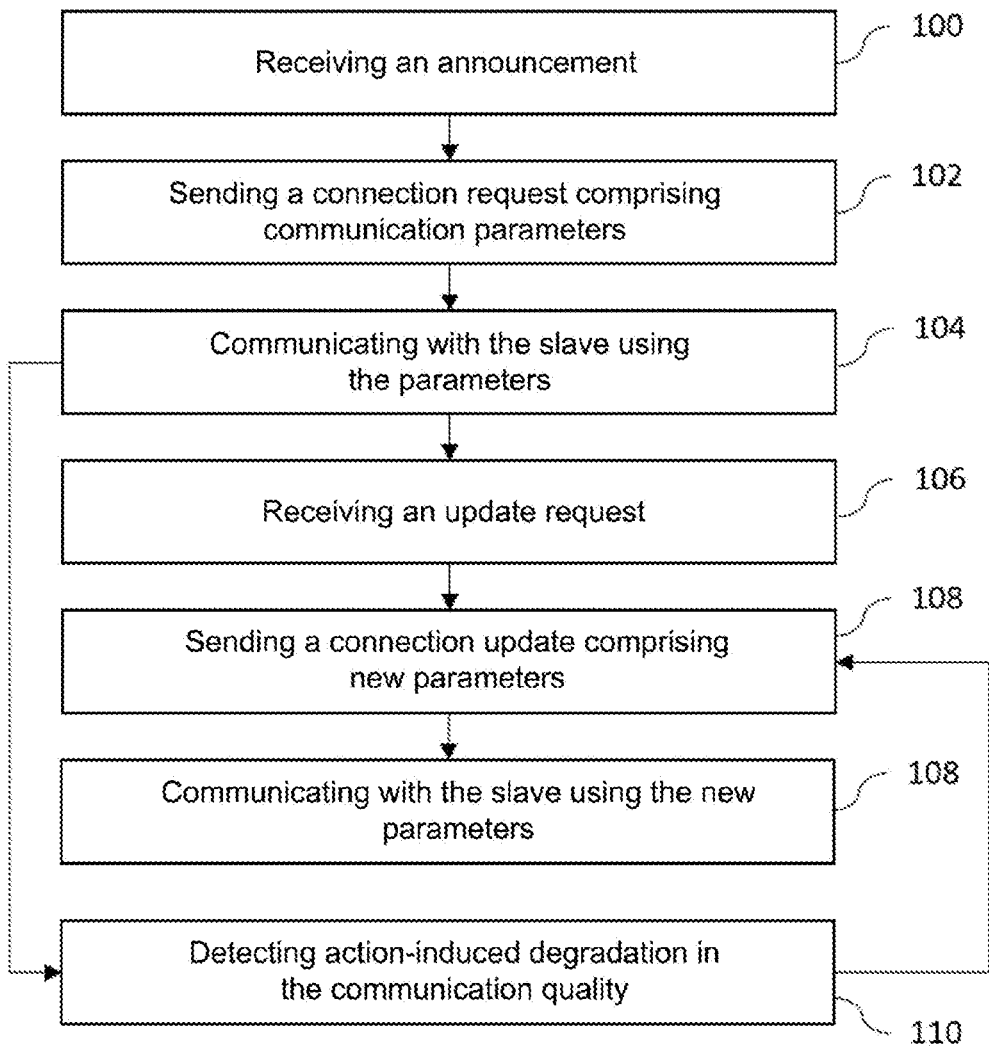 Receiving an announcement
100
Sending a connection request comprising
communication parameters
102
Communicating with the slave using
the parameters
104
Receiving an update request
106
Sending a connection update comprising
new parameters
108
Communicating with the slave using the new
parameters
108
Detecting action-induced degradation in
the communication quality
110